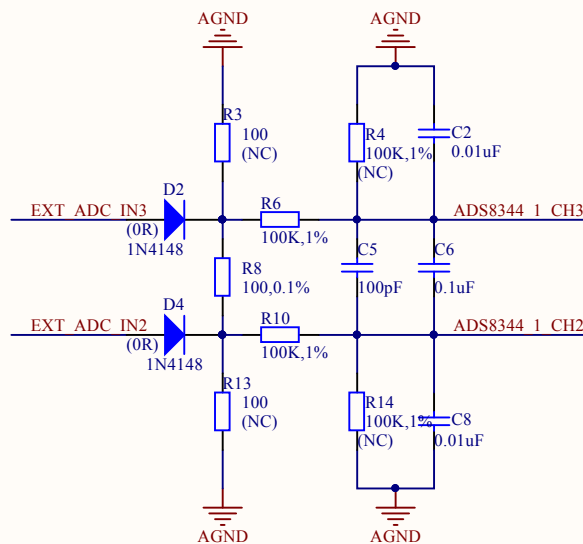 AGND
AGND
R3
100
(NC)
R4
100K,1%
(NC)
C2
0.01uF
D2
EXT_ADC_IN3
(0R)
1N4148
R6
100K,1%
ADS8344_1_CH3
R8
100,0.1%
C5
100pF
C6
0.1uF
D4
EXT_ADC_IN2
(0R)
1N4148
R10
100K,1%
ADS8344_1_CH2
R13
100
(NC)
R14
100K,1%
(NC)
C8
0.01uF
AGND
AGND